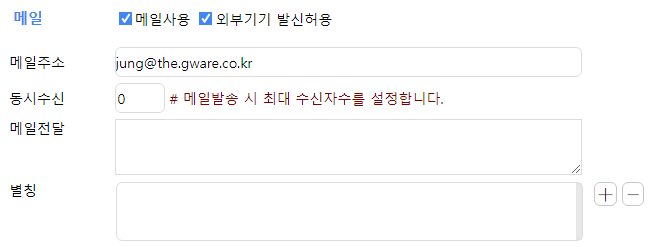 메일 메일사용 외부기기 발신허용
메일주소 jung@the.gware.co.kr
동시수신 0 # 메일발송 시 최대 수신자수를 설정합니다.
메일전달
별칭